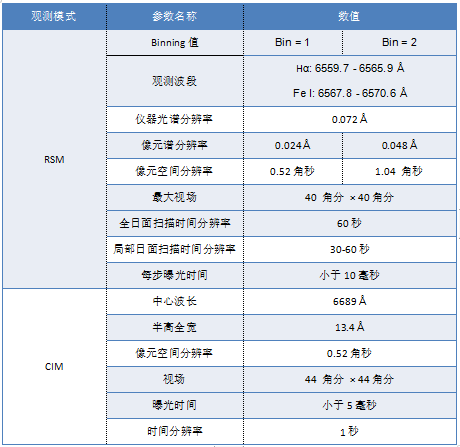 观测模式 参数名称 数值
RSM
Binning 值 Bin = 1 Bin = 2
观测波段 Hα: 6559.7 - 6565.9 Å
Fe I: 6567.8 - 6570.6 Å
仪器光谱分辨率 0.072 Å
像元谱分辨率 0.024 Å 0.048 Å
像元空间分辨率 0.52 角秒 1.04 角秒
最大视场 40 角分 ×40 角分
全日面扫描时间分辨率 60 秒
局部日面扫描时间分辨率 30-60 秒
每步曝光时间 小于 10 毫秒
CIM
中心波长 6689 Å
半高全宽 13.4 Å
像元空间分辨率 0.52 角秒
视场 44 角分 ×44 角分
曝光时间 小于 5 毫秒
时间分辨率 1 秒